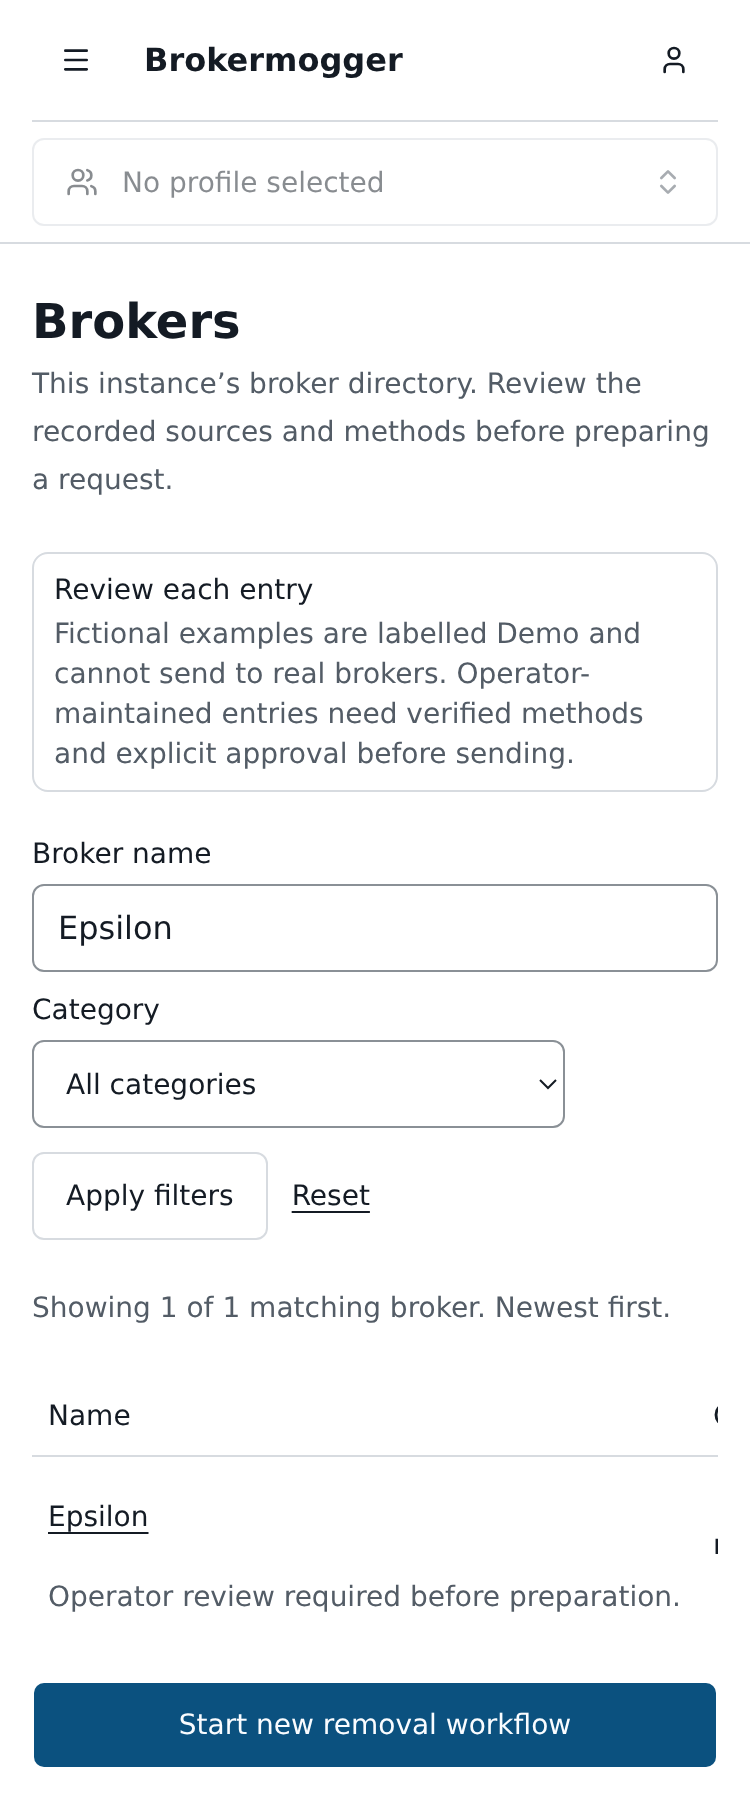 Brokermogger
No profile selected
Brokers
This instance’s broker directory. Review the
recorded sources and methods before preparing
a request.
Review each entry
Fictional examples are labelled Demo and
cannot send to real brokers. Operator-
maintained entries need verified methods
and explicit approval before sending.
Broker name
Epsilon
Category
All categories
Apply filters Reset
Showing 1 of 1 matching broker. Newest first.
Name
Epsilon
Operator review required before preparation.
Start new removal workflow